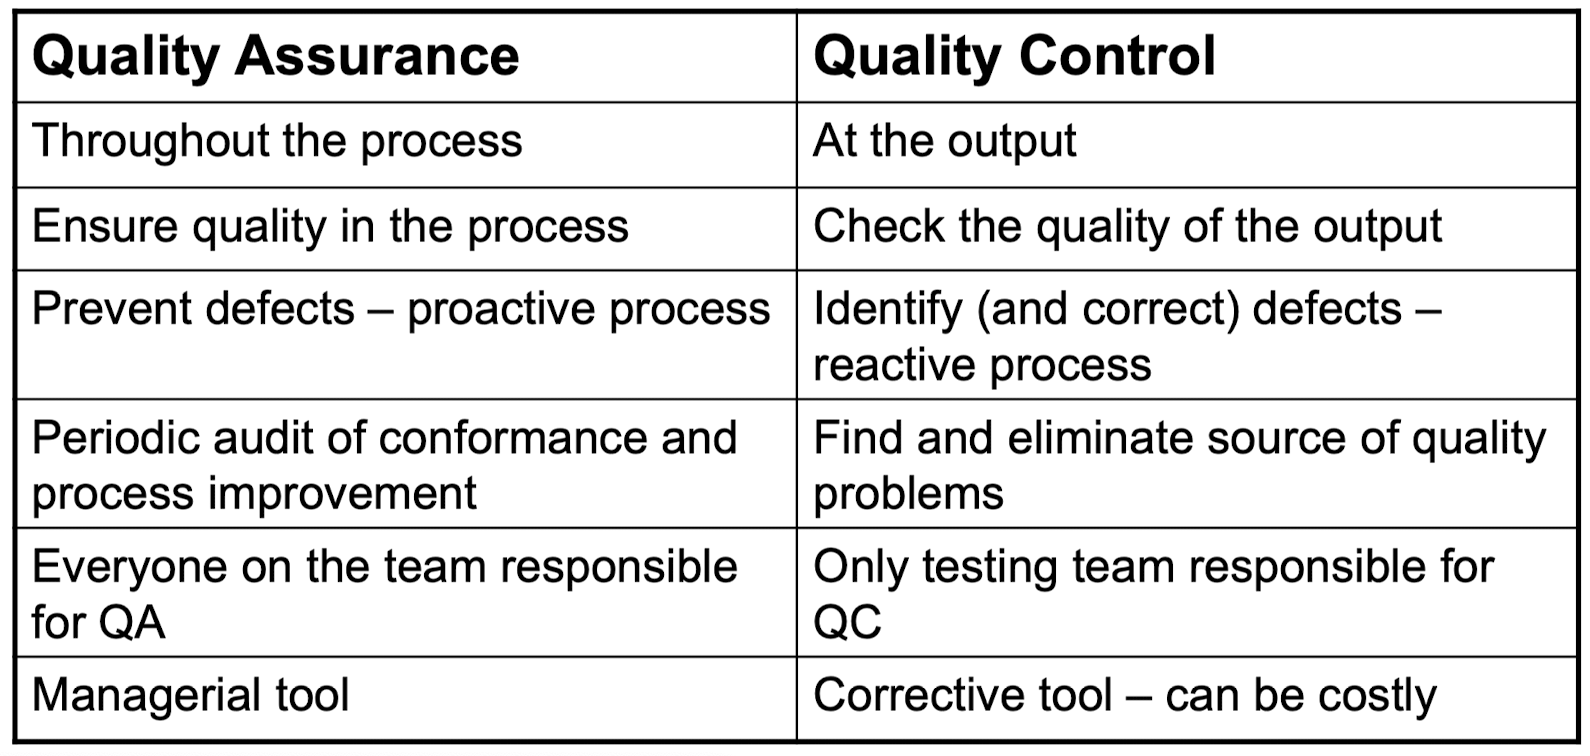 Quality Assurance
Quality Control
Throughout the process
At the output
Ensure quality in the process
Check the quality of the output
Prevent defects – proactive process
Identify (and correct) defects –
reactive process
Periodic audit of conformance and
process improvement
Find and eliminate source of quality
problems
Everyone on the team responsible
for QA
Only testing team responsible for
QC
Managerial tool
Corrective tool – can be costly